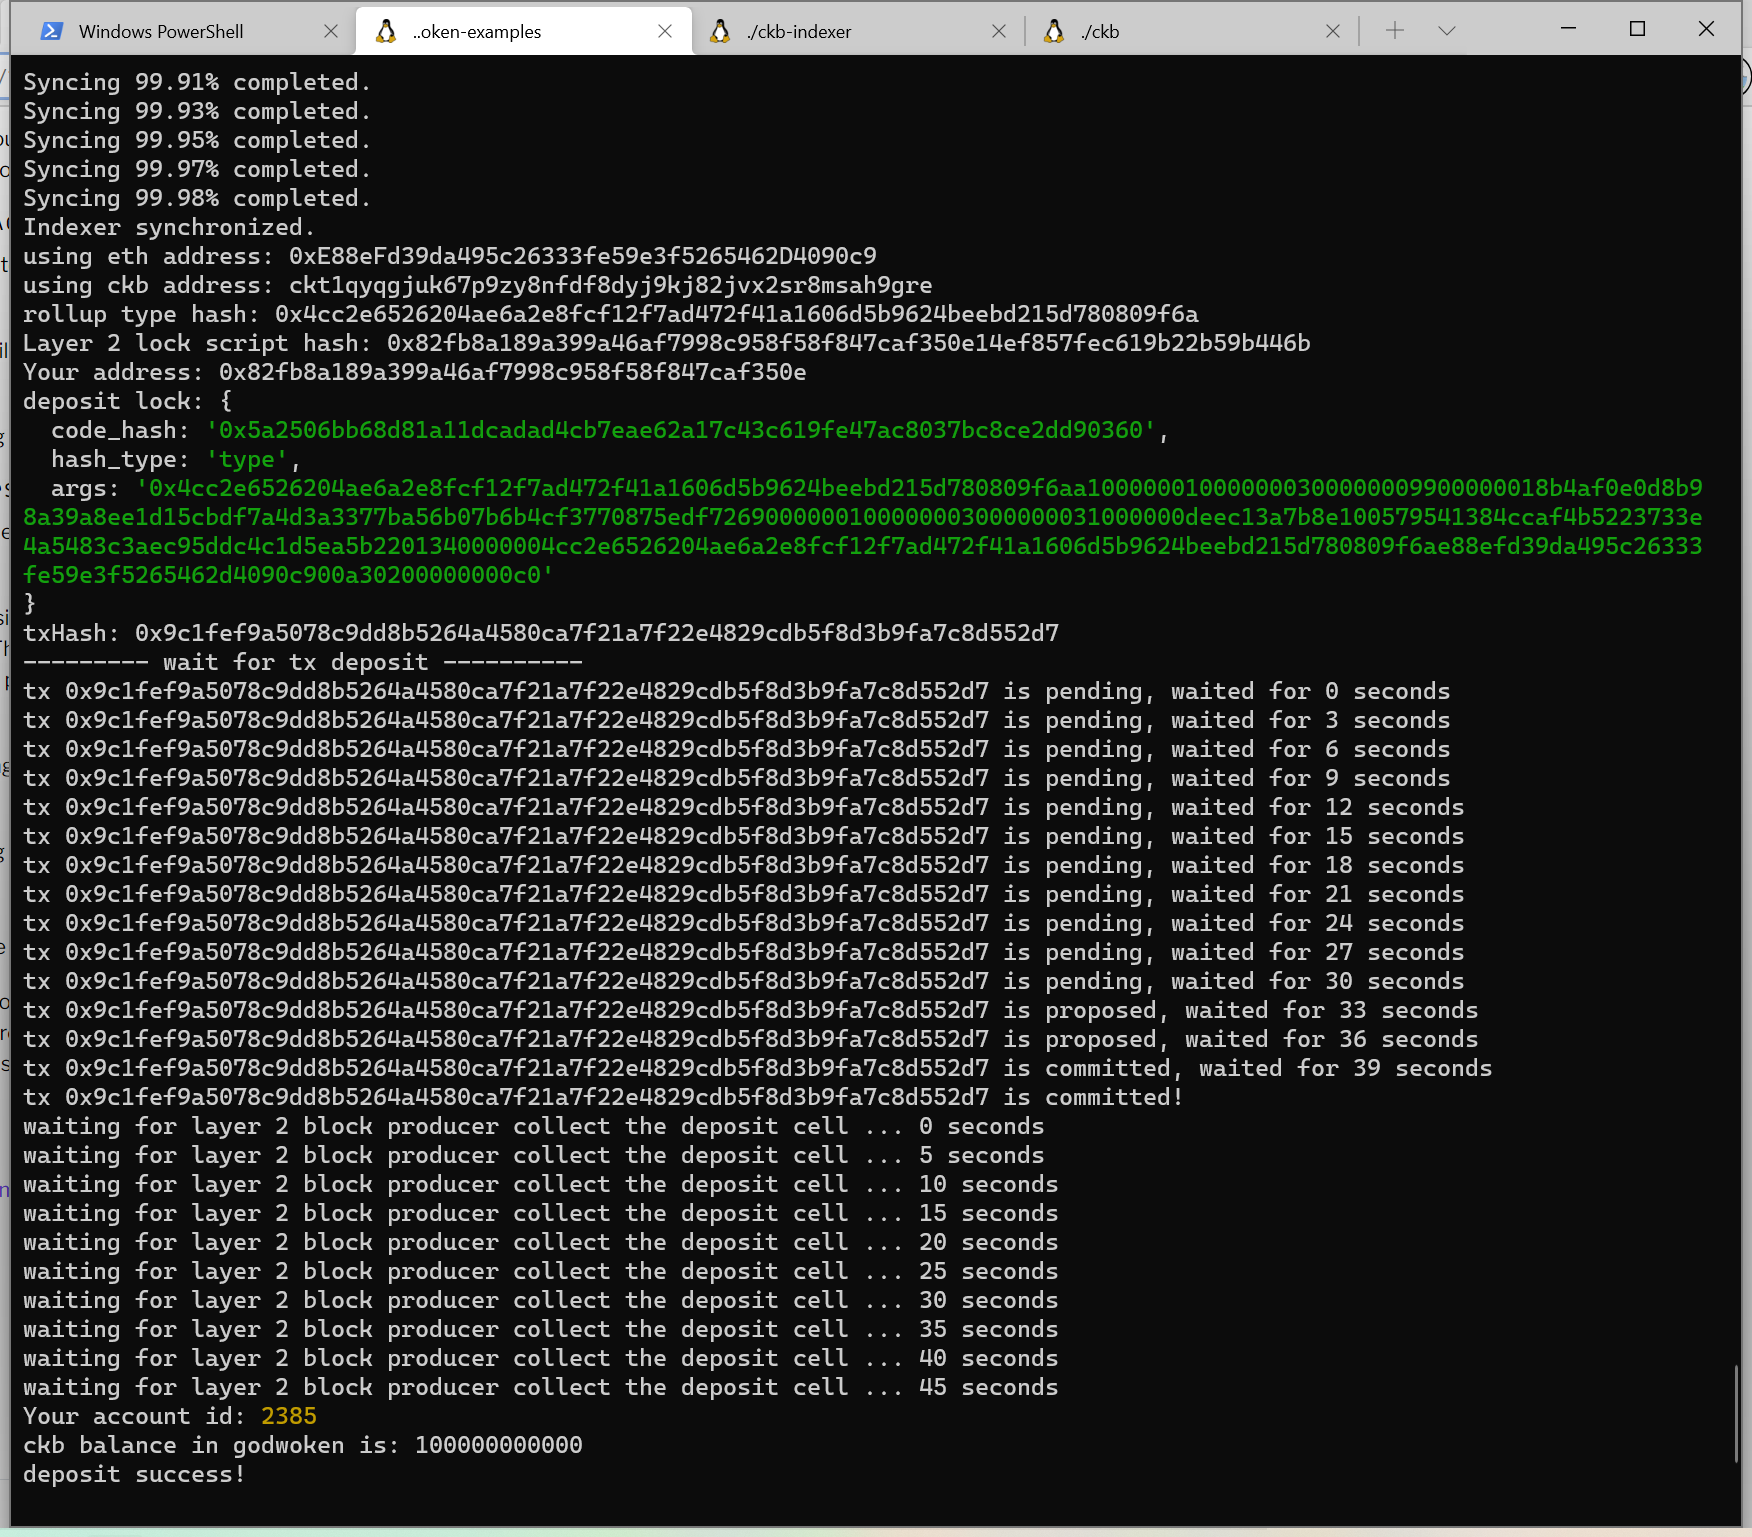 Windows PowerShell
..oken-examples
./ckb-indexer
./ckb
Syncing 99.91% completed.
Syncing 99.93% completed.
Syncing 99.95% completed.
Syncing 99.97% completed.
Syncing 99.98% completed.
Indexer synchronized.
using eth address: 0xE88eFd39da495c26333fe59e3f5265462D4090c9
using ckb address: ckt1qyqgjuk67p9zy8nfdf8dyj9kj82jvx2sr8msah9gre
rollup type hash: 0x4cc2e6526204ae6a2e8fcf12f7ad472f41a1606d5b9624beebd215d780809f6a
Layer 2 lock script hash: 0x82fb8a189a399a46af7998c958f58f847caf350e14ef857fec619b22b59b446b
Your address: 0x82fb8a189a399a46af7998c958f58f847caf350e
deposit lock: {
  code_hash: '0x5a2506bb68d81a11dcadad4cb7eae62a17c43c619fe47ac8037bc8ce2dd90360',
  hash_type: 'type',
  args: '0x4cc2e6526204ae6a2e8fcf12f7ad472f41a1606d5b9624beebd215d780809f6aa10000001000000030000000990000018b4af0e0d8b9
8a39a8ee1d15cbdf7a4d3a3377ba56b07b6b4cf3770875edf726900000010000000300000031000000deec13a7b8e100579541384ccaf4b5223733e
4a5483c3aec95ddc4c1d5ea5b220134000004cc2e6526204ae6a2e8fcf12f7ad472f41a1606d5b9624beebd215d780809f6ae88efd39da495c26333
fe59e3f5265462d4090c900a30200000000c0'
}
txHash: 0x9c1fef9a5078c9dd8b5264a4580ca7f21a7f22e4829cdb5f8d3b9fa7c8d552d7
--------- wait for tx deposit ----------
tx 0x9c1fef9a5078c9dd8b5264a4580ca7f21a7f22e4829cdb5f8d3b9fa7c8d552d7 is pending, waited for 0 seconds
tx 0x9c1fef9a5078c9dd8b5264a4580ca7f21a7f22e4829cdb5f8d3b9fa7c8d552d7 is pending, waited for 3 seconds
tx 0x9c1fef9a5078c9dd8b5264a4580ca7f21a7f22e4829cdb5f8d3b9fa7c8d552d7 is pending, waited for 6 seconds
tx 0x9c1fef9a5078c9dd8b5264a4580ca7f21a7f22e4829cdb5f8d3b9fa7c8d552d7 is pending, waited for 9 seconds
tx 0x9c1fef9a5078c9dd8b5264a4580ca7f21a7f22e4829cdb5f8d3b9fa7c8d552d7 is pending, waited for 12 seconds
tx 0x9c1fef9a5078c9dd8b5264a4580ca7f21a7f22e4829cdb5f8d3b9fa7c8d552d7 is pending, waited for 15 seconds
tx 0x9c1fef9a5078c9dd8b5264a4580ca7f21a7f22e4829cdb5f8d3b9fa7c8d552d7 is pending, waited for 18 seconds
tx 0x9c1fef9a5078c9dd8b5264a4580ca7f21a7f22e4829cdb5f8d3b9fa7c8d552d7 is pending, waited for 21 seconds
tx 0x9c1fef9a5078c9dd8b5264a4580ca7f21a7f22e4829cdb5f8d3b9fa7c8d552d7 is pending, waited for 24 seconds
tx 0x9c1fef9a5078c9dd8b5264a4580ca7f21a7f22e4829cdb5f8d3b9fa7c8d552d7 is pending, waited for 27 seconds
tx 0x9c1fef9a5078c9dd8b5264a4580ca7f21a7f22e4829cdb5f8d3b9fa7c8d552d7 is pending, waited for 30 seconds
tx 0x9c1fef9a5078c9dd8b5264a4580ca7f21a7f22e4829cdb5f8d3b9fa7c8d552d7 is proposed, waited for 33 seconds
tx 0x9c1fef9a5078c9dd8b5264a4580ca7f21a7f22e4829cdb5f8d3b9fa7c8d552d7 is proposed, waited for 36 seconds
tx 0x9c1fef9a5078c9dd8b5264a4580ca7f21a7f22e4829cdb5f8d3b9fa7c8d552d7 is committed, waited for 39 seconds
tx 0x9c1fef9a5078c9dd8b5264a4580ca7f21a7f22e4829cdb5f8d3b9fa7c8d552d7 is committed!
waiting for layer 2 block producer collect the deposit cell ... 0 seconds
waiting for layer 2 block producer collect the deposit cell ... 5 seconds
waiting for layer 2 block producer collect the deposit cell ... 10 seconds
waiting for layer 2 block producer collect the deposit cell ... 15 seconds
waiting for layer 2 block producer collect the deposit cell ... 20 seconds
waiting for layer 2 block producer collect the deposit cell ... 25 seconds
waiting for layer 2 block producer collect the deposit cell ... 30 seconds
waiting for layer 2 block producer collect the deposit cell ... 35 seconds
waiting for layer 2 block producer collect the deposit cell ... 40 seconds
waiting for layer 2 block producer collect the deposit cell ... 45 seconds
Your account id: 2385
ckb balance in godwoken is: 100000000000
deposit success!